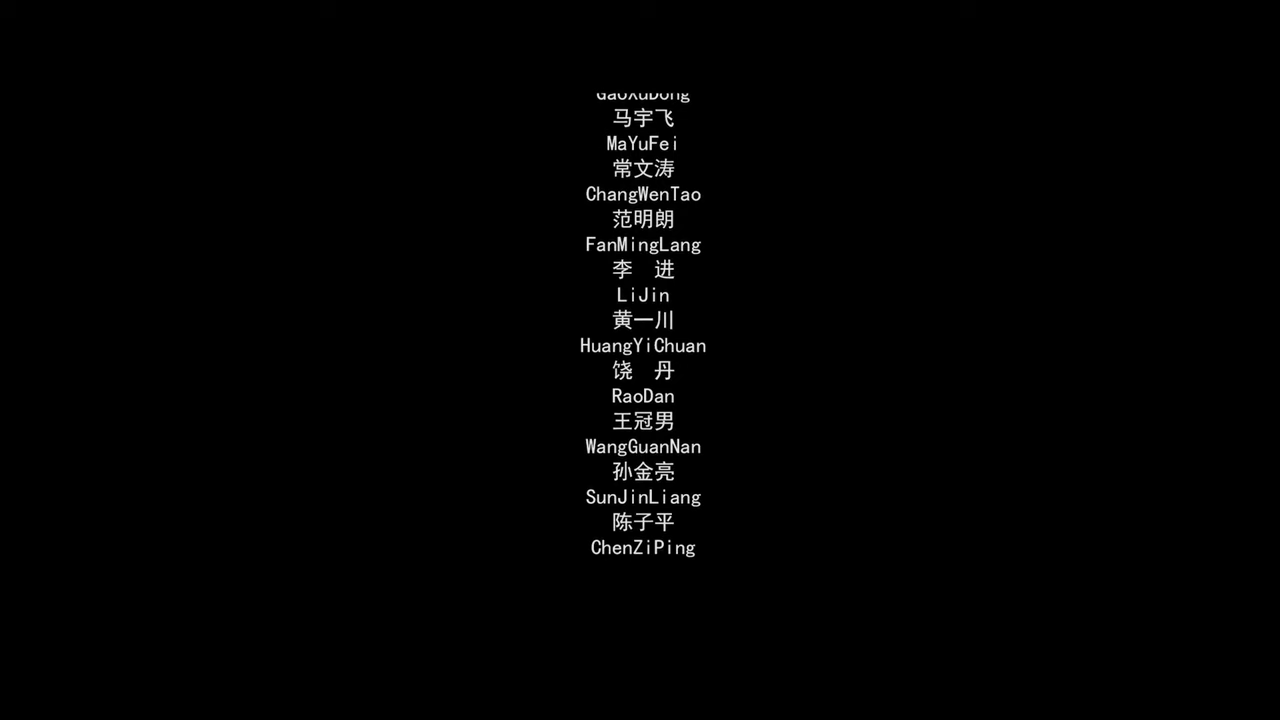 GaoXuDong
马宇飞
MaYuFei
常文涛
ChangWenTao
范明朗
FanMingLang
李　进
LiJin
黄一川
HuangYiChuan
饶　丹
RaoDan
王冠男
WangGuanNan
孙金亮
SunJinLiang
陈子平
ChenZiPing